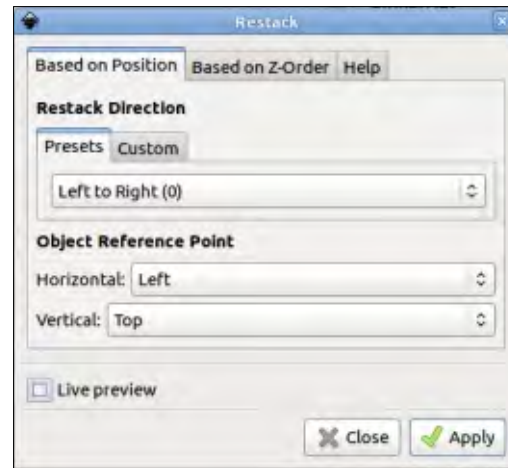 Restack
Based on Position Based on Z-Order Help
Restack Direction
Presets Custom
Left to Right (0)
Object Reference Point
Horizontal: Left
Vertical: Top
Live preview
Close Apply